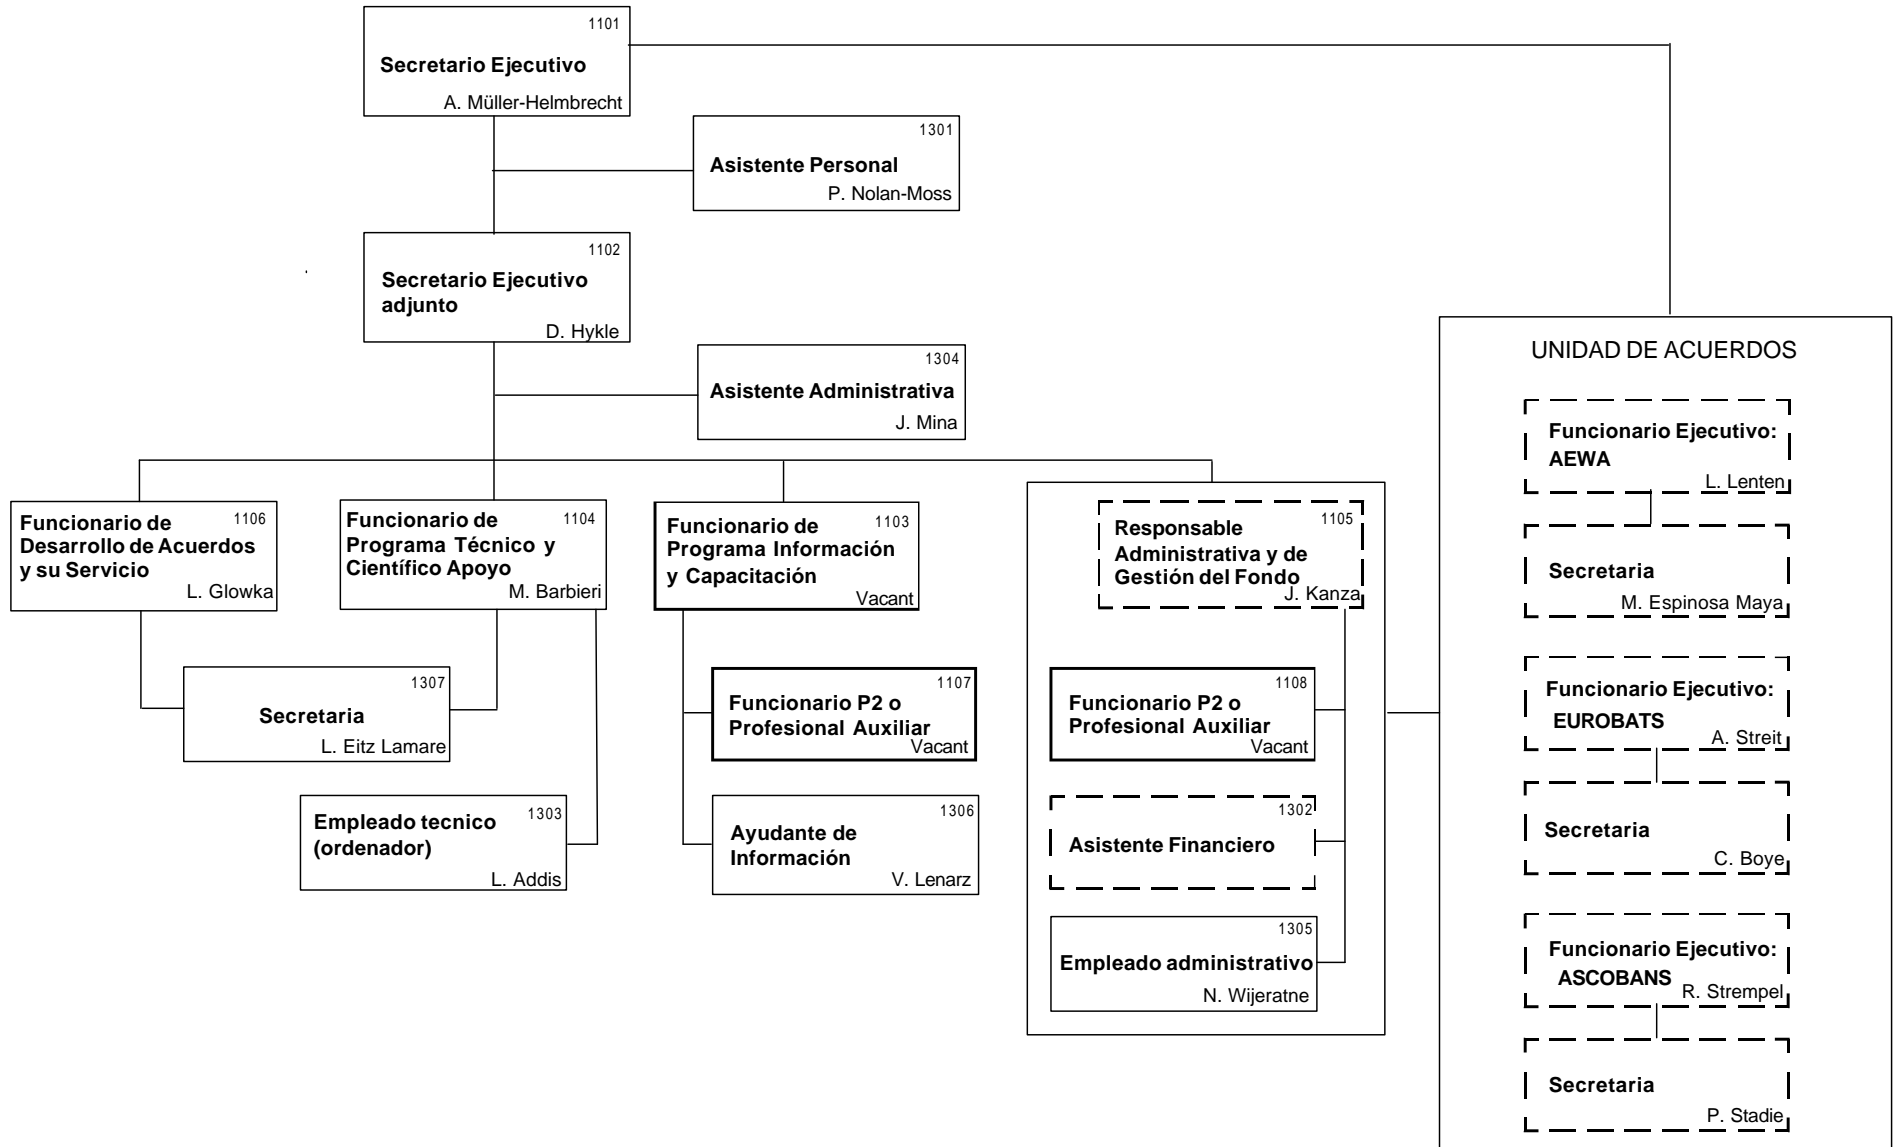 1101
Secretario Ejecutivo
A. Müller-Helmbrecht
1301
Asistente Personal
P. Nolan-Moss
1102
Secretario Ejecutivo
adjunto
D. Hykle
1304
Asistente Administrativa
J. Mina
1106
Funcionario de
Desarrollo de Acuerdos
y su Servicio
L. Glowka
1104
Funcionario de
Programa Técnico y
Científico Apoyo
M. Barbieri
1103
Funcionario de
Programa Información
y Capacitación
Vacant
1105
Responsable
Administrativa y de
Gestión del Fondo
J. Kanza
1307
Secretaria
L. Eitz Lamare
1303
Empleado tecnico
(ordenador)
L. Addis
1107
Funcionario P2 o
Profesional Auxiliar
Vacant
1306
Ayudante de
Información
V. Lenarz
1108
Funcionario P2 o
Profesional Auxiliar
Vacant
1302
Asistente Financiero
1305
Empleado administrativo
N. Wijeratne
UNIDAD DE ACUERDOS
Funcionario Ejecutivo:
AEWA
L. Lenten
Secretaria
M. Espinosa Maya
Funcionario Ejecutivo:
EUROBATS
A. Streit
Secretaria
C. Boye
Funcionario Ejecutivo:
ASCOBANS
R. Strempel
Secretaria
P. Stadie